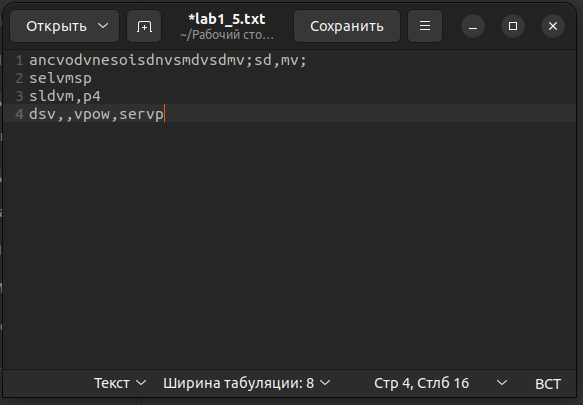 Открыть
*lab1_5.txt
~/Рабочий сто…
Сохранить
1 ancvodvnesoisdnvsmdvsdmv;sd,mv;
2 selvmsp
3 sldvm,p4
4 dsv,,vpow,servp
Текст Ширина табуляции: 8 Стр 4, Стлб 16 ВСТ